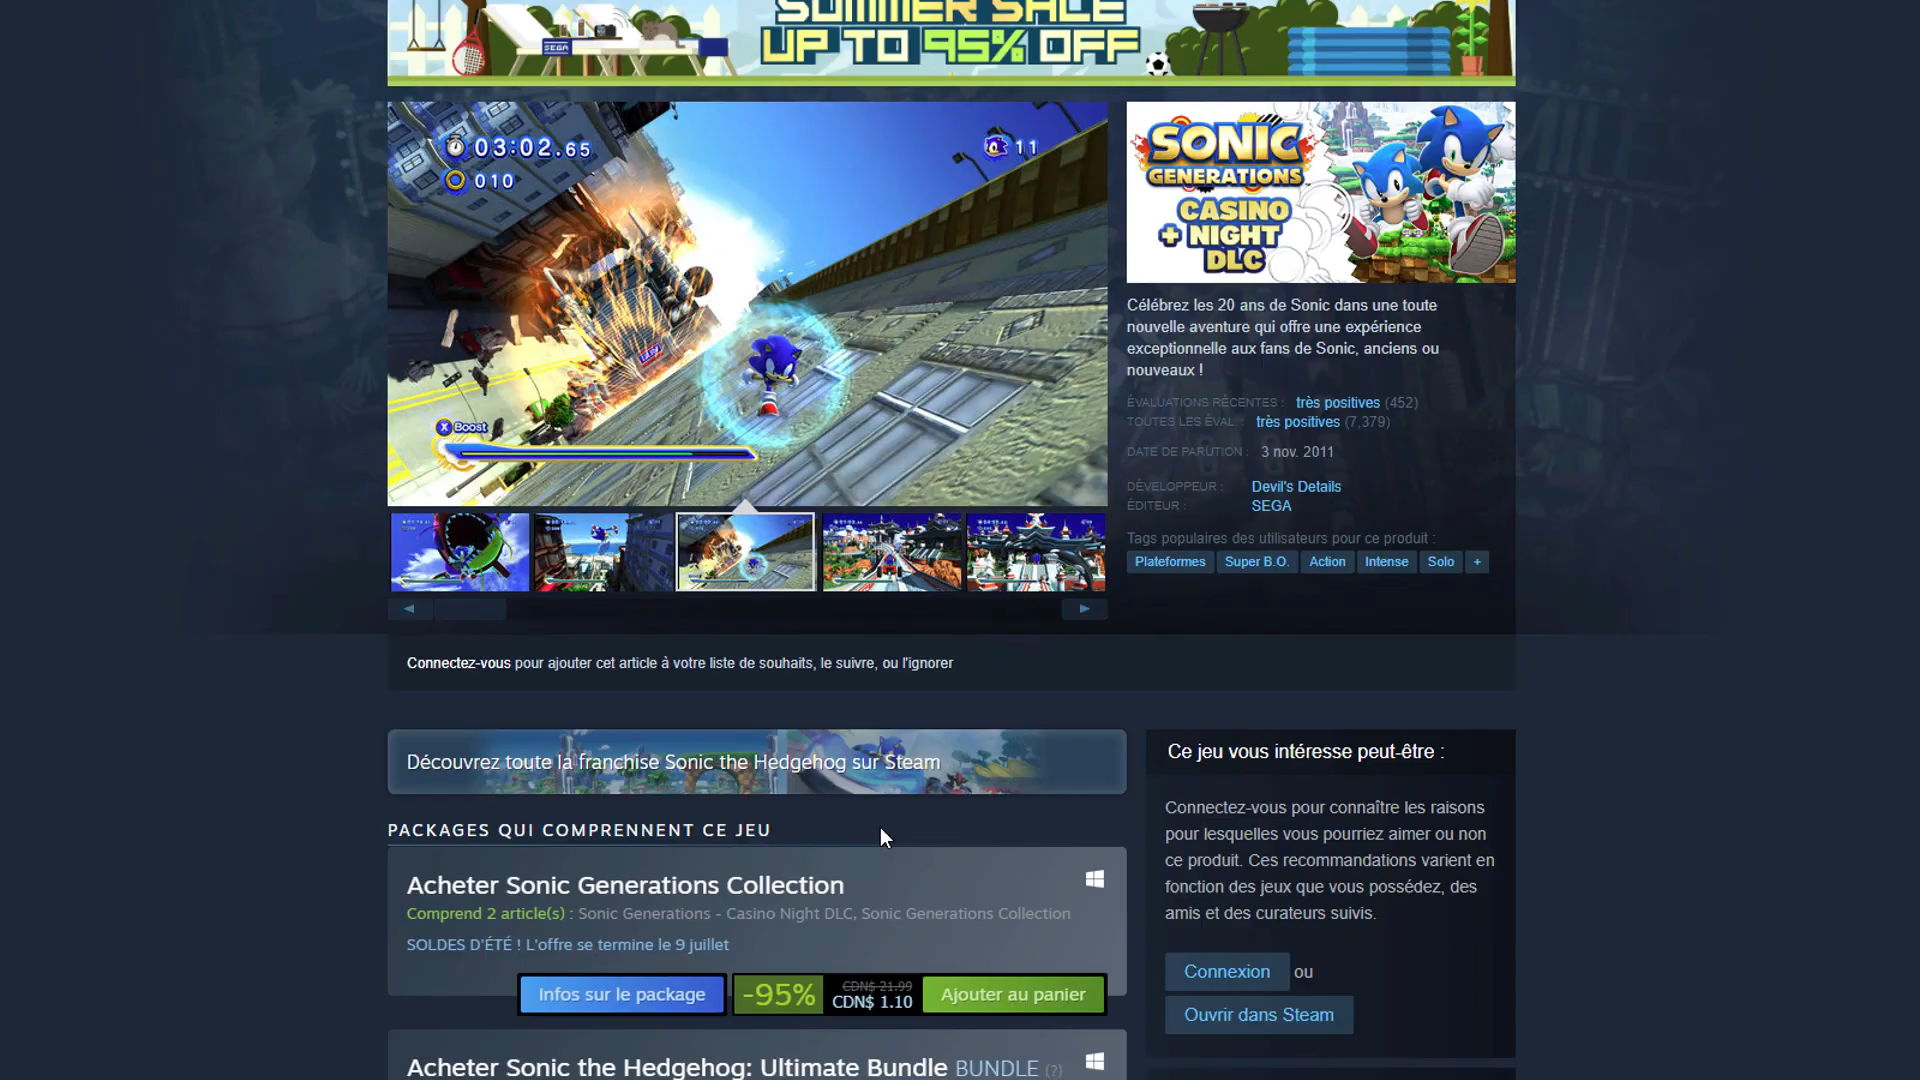 SUMMER SALE
UP TO 95% OFF
SEGA
03:02.65
11
010
X Boost
SONIC
GENERATIONS
CASINO
+ NIGHT
DLC
Célébrez les 20 ans de Sonic dans une toute
nouvelle aventure qui offre une expérience
exceptionnelle aux fans de Sonic, anciens ou
nouveaux !
ÉVALUATIONS RÉCENTES : très positives (452)
TOUTES LES ÉVAL. : très positives (7,379)
DATE DE PARUTION : 3 nov. 2011
DÉVELOPPEUR : Devil's Details
ÉDITEUR : SEGA
Tags populaires des utilisateurs pour ce produit :
Plateformes Super B.O. Action Intense Solo +
Connectez-vous pour ajouter cet article à votre liste de souhaits, le suivre, ou l'ignorer
Découvrez toute la franchise Sonic the Hedgehog sur Steam
PACKAGES QUI COMPRENNENT CE JEU
Acheter Sonic Generations Collection
Comprend 2 article(s) : Sonic Generations - Casino Night DLC, Sonic Generations Collection
SOLDES D'ÉTÉ ! L'offre se termine le 9 juillet
Infos sur le package
-95%
CDN$ 21.99
CDN$ 1.10
Ajouter au panier
Acheter Sonic the Hedgehog: Ultimate Bundle BUNDLE (?)
Ce jeu vous intéresse peut-être :
Connectez-vous pour connaître les raisons
pour lesquelles vous pourriez aimer ou non
ce produit. Ces recommandations varient en
fonction des jeux que vous possédez, des
amis et des curateurs suivis.
Connexion ou
Ouvrir dans Steam